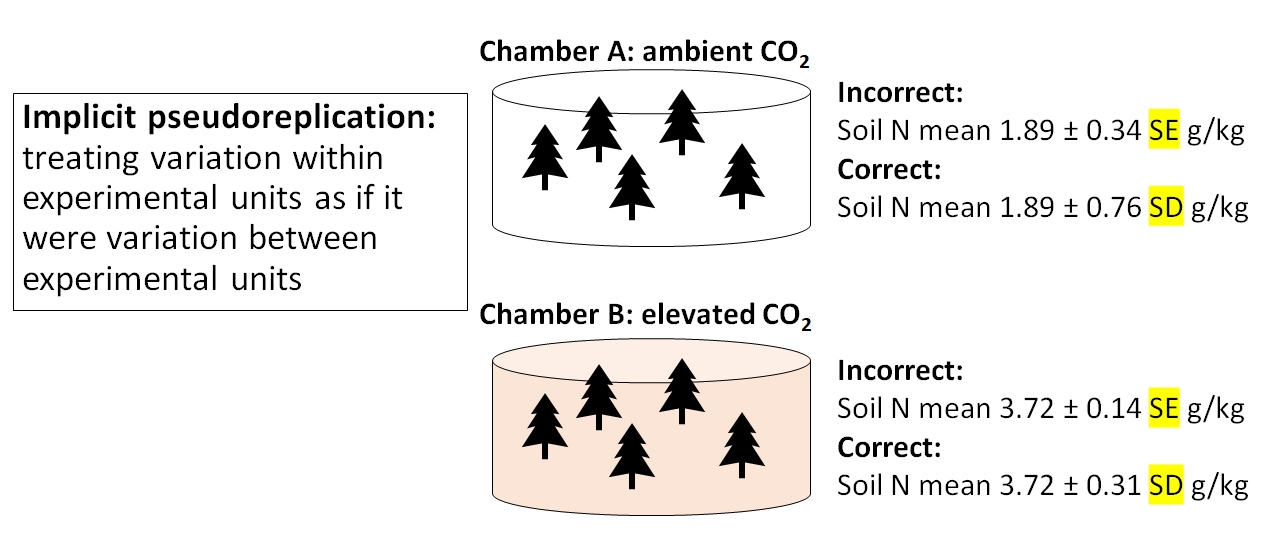 Implicit pseudoreplication:
treating variation within
experimental units as if it
were variation between
experimental units
Chamber A: ambient CO₂
Incorrect:
Soil N mean 1.89 ± 0.34 SE g/kg
Correct:
Soil N mean 1.89 ± 0.76 SD g/kg
Chamber B: elevated CO₂
Incorrect:
Soil N mean 3.72 ± 0.14 SE g/kg
Correct:
Soil N mean 3.72 ± 0.31 SD g/kg